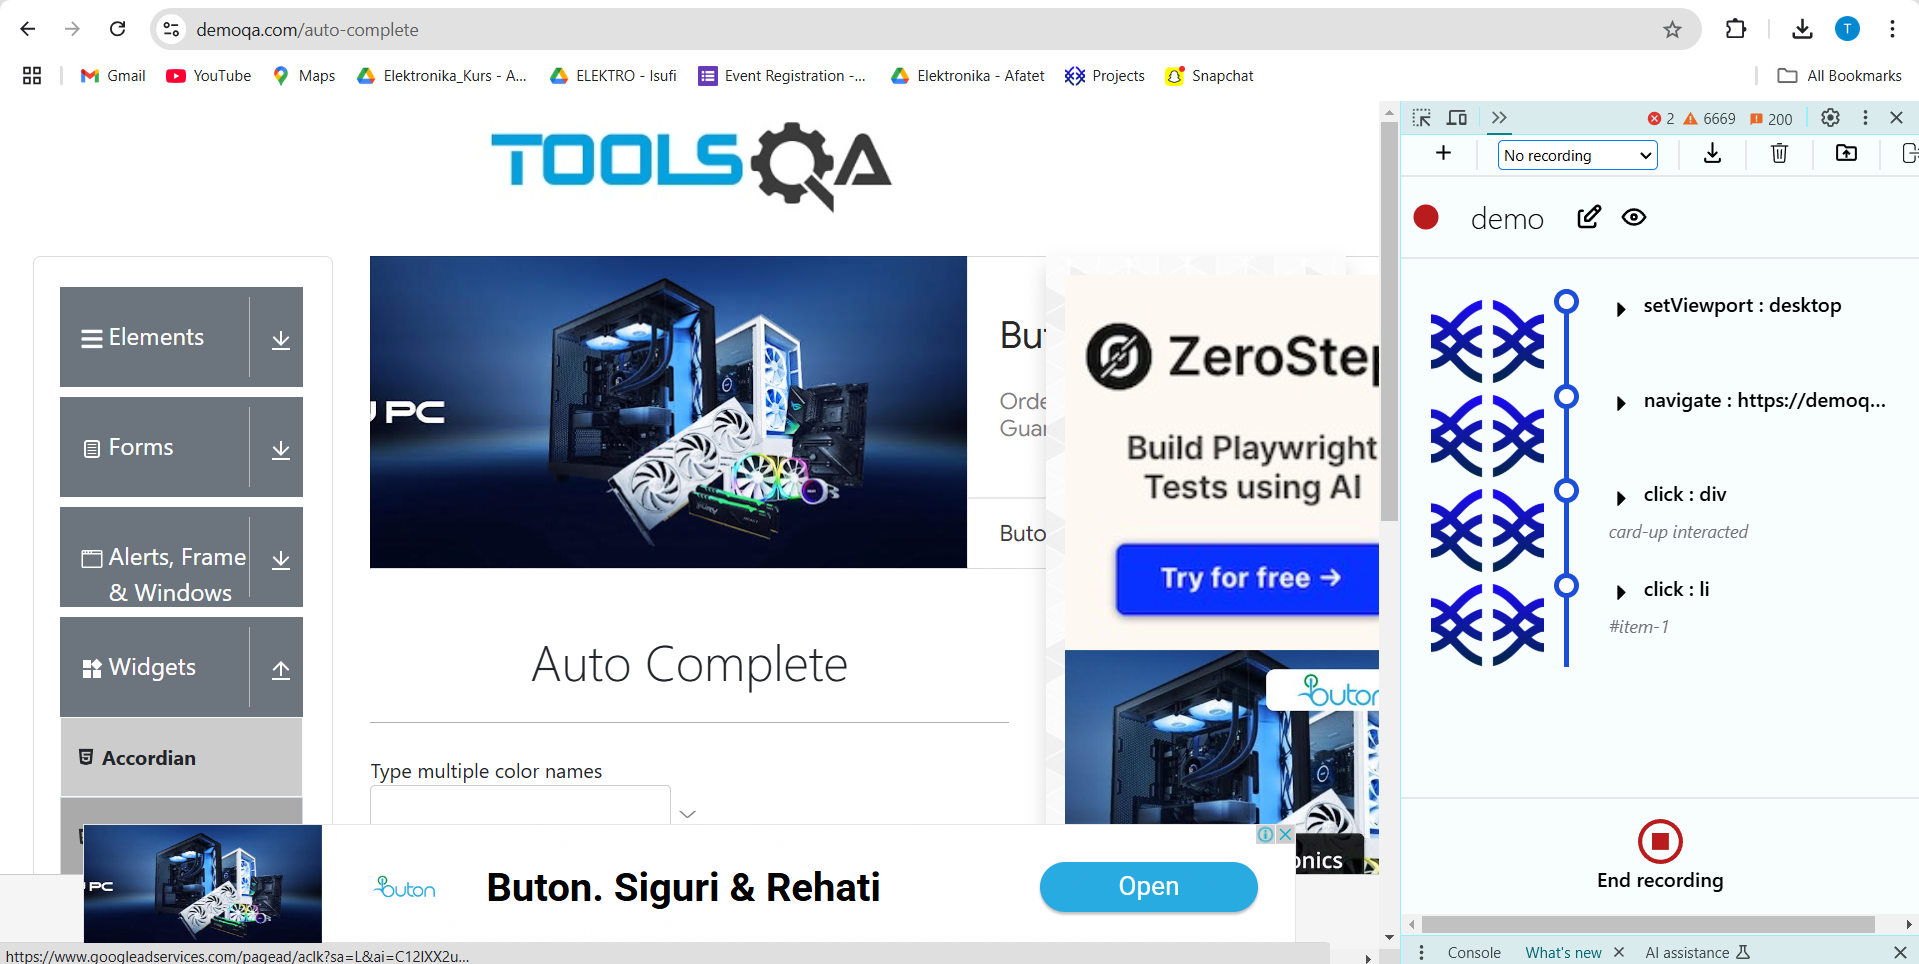 demoqa.com/auto-complete
T
Gmail
YouTube
Maps
Elektronika_Kurs - A...
ELEKTRO - Isufi
Event Registration -...
Elektronika - Afatet
Projects
Snapchat
All Bookmarks
TOOLSQA
Elements
Forms
Alerts, Frame
& Windows
Widgets
Accordian
PC
Orde
Guar
Buto
ZeroStep
Build Playwright
Tests using AI
Try for free →
buton
onics
Auto Complete
Type multiple color names
PC
buton
Buton. Siguri & Rehati
Open
https://www.googleadservices.com/pagead/aclk?sa=L&ai=C12IXX2u...
2
6669
200
No recording
demo
setViewport : desktop
navigate : https://demoq...
click : div
card-up interacted
click : li
#item-1
End recording
Console
What's new
AI assistance